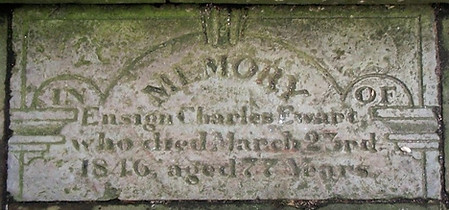 IN MEMORY OF
Ensign Charles Ewart,
who died March 23rd
1846, aged 77 Years.